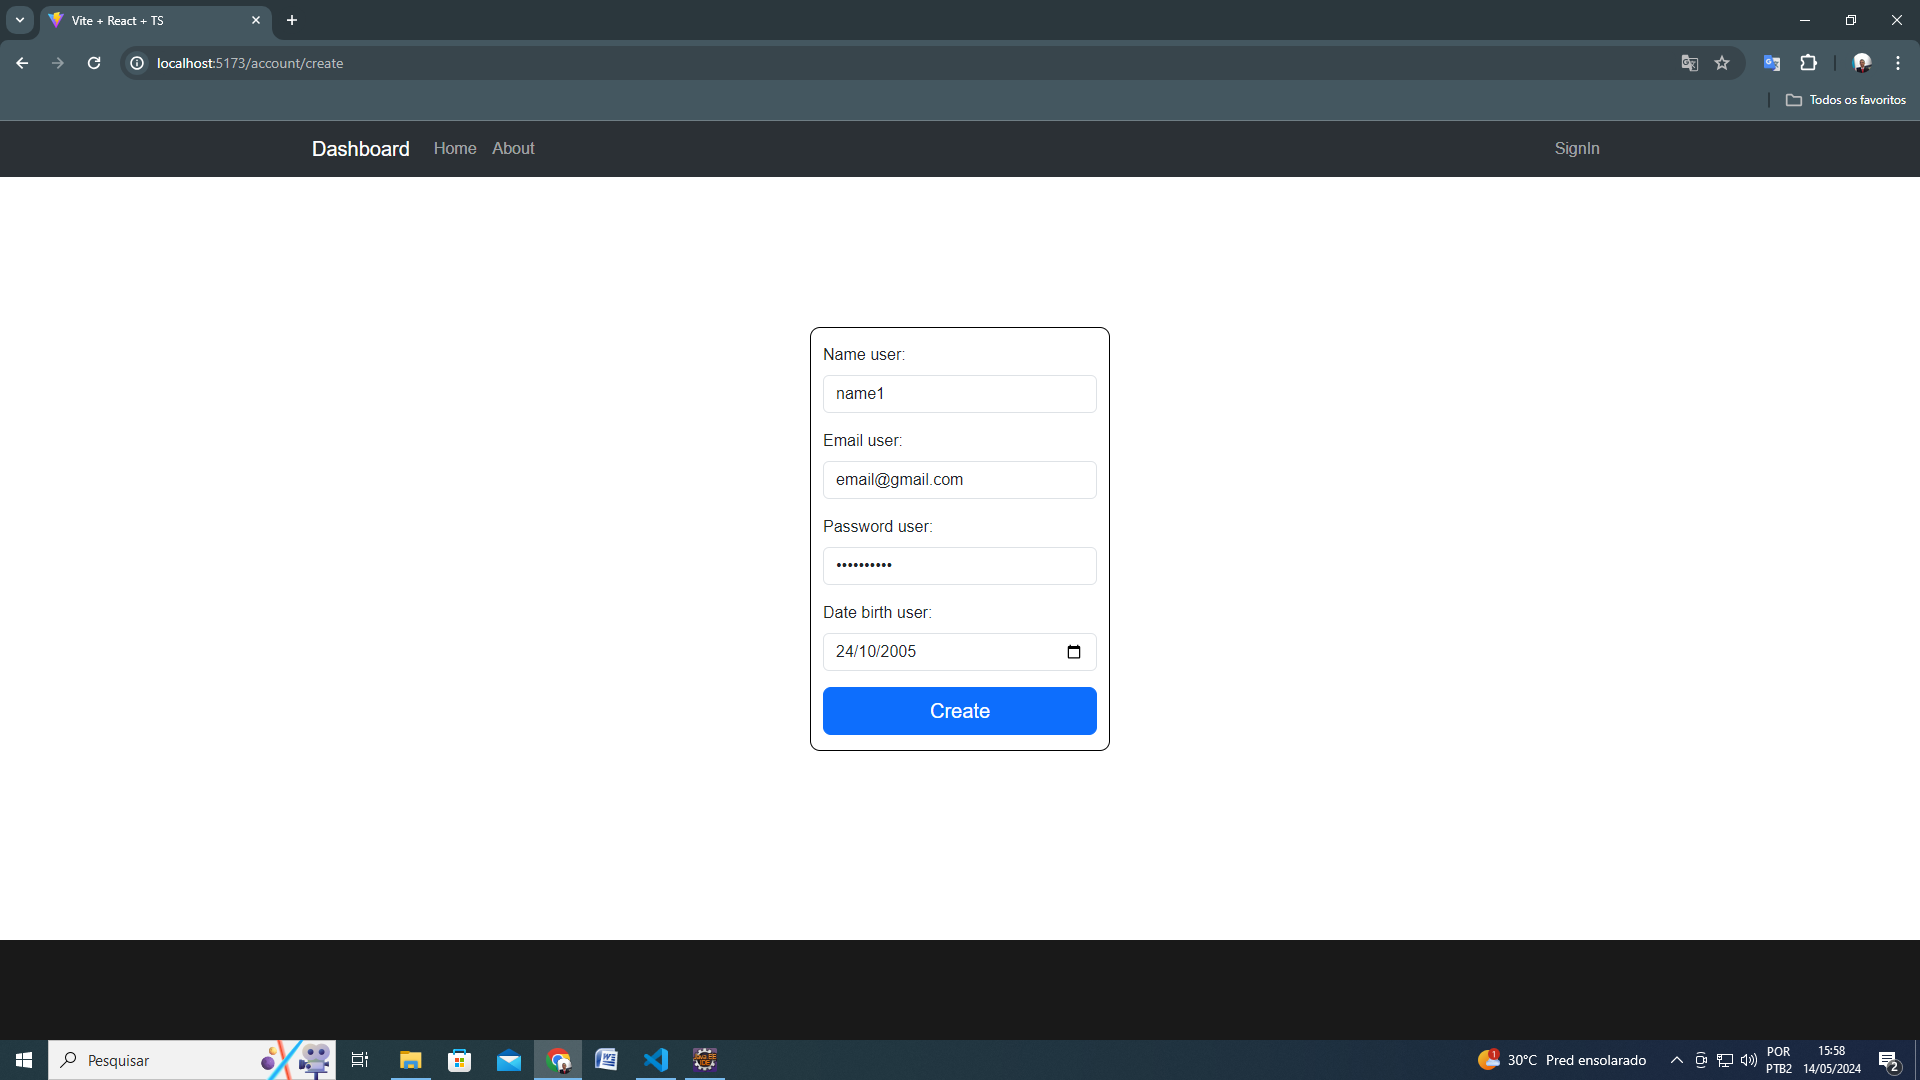 Vite + React + TS
localhost:5173/account/create
Todos os favoritos
Dashboard Home About SignIn
Name user:
name1
Email user:
email@gmail.com
Password user:
••••••••••
Date birth user:
24/10/2005
Create
Pesquisar
1
30°C Pred ensolarado
POR
PTB2
15:58
14/05/2024
2